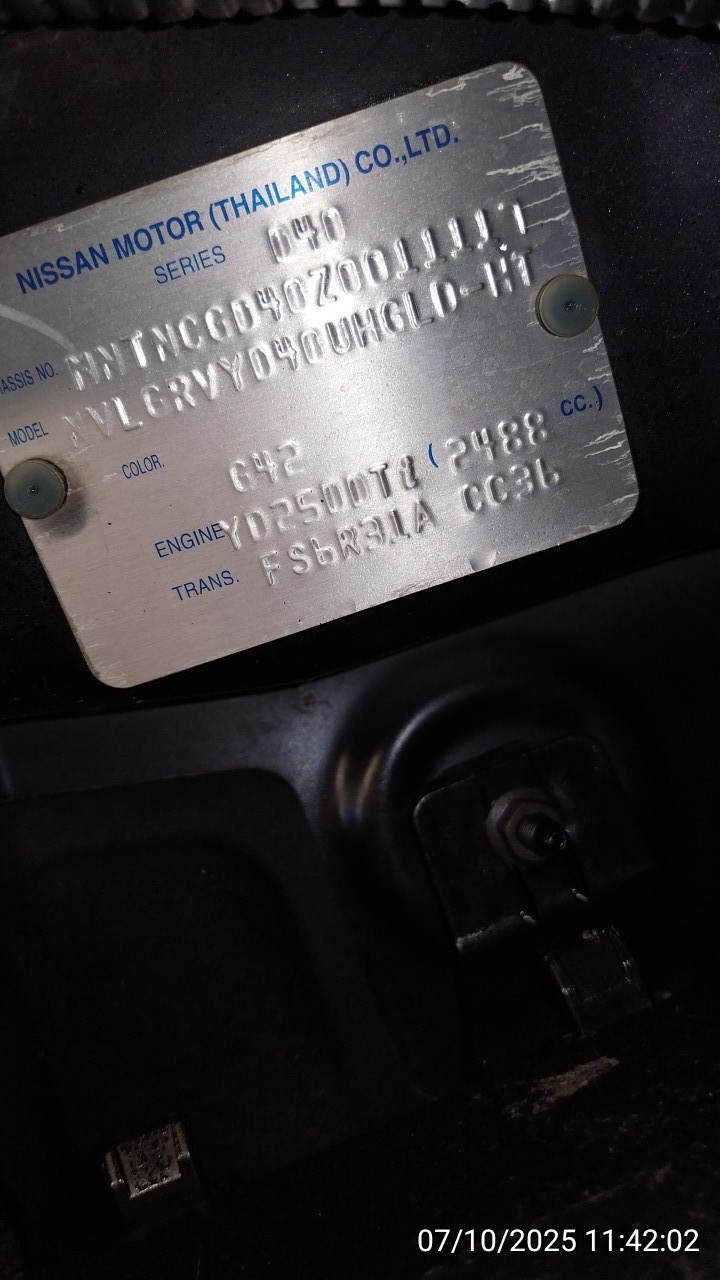 NISSAN MOTOR (THAILAND) CO.,LTD.
SERIES D40
ASSIS NO. MNTNCGD40Z0011111
MODEL NVLGRVYD40UHGLD-HT
COLOR. G42
ENGINE YD25DDTi (2488 cc.)
TRANS. FS6R31A CC36
07/10/2025 11:42:02